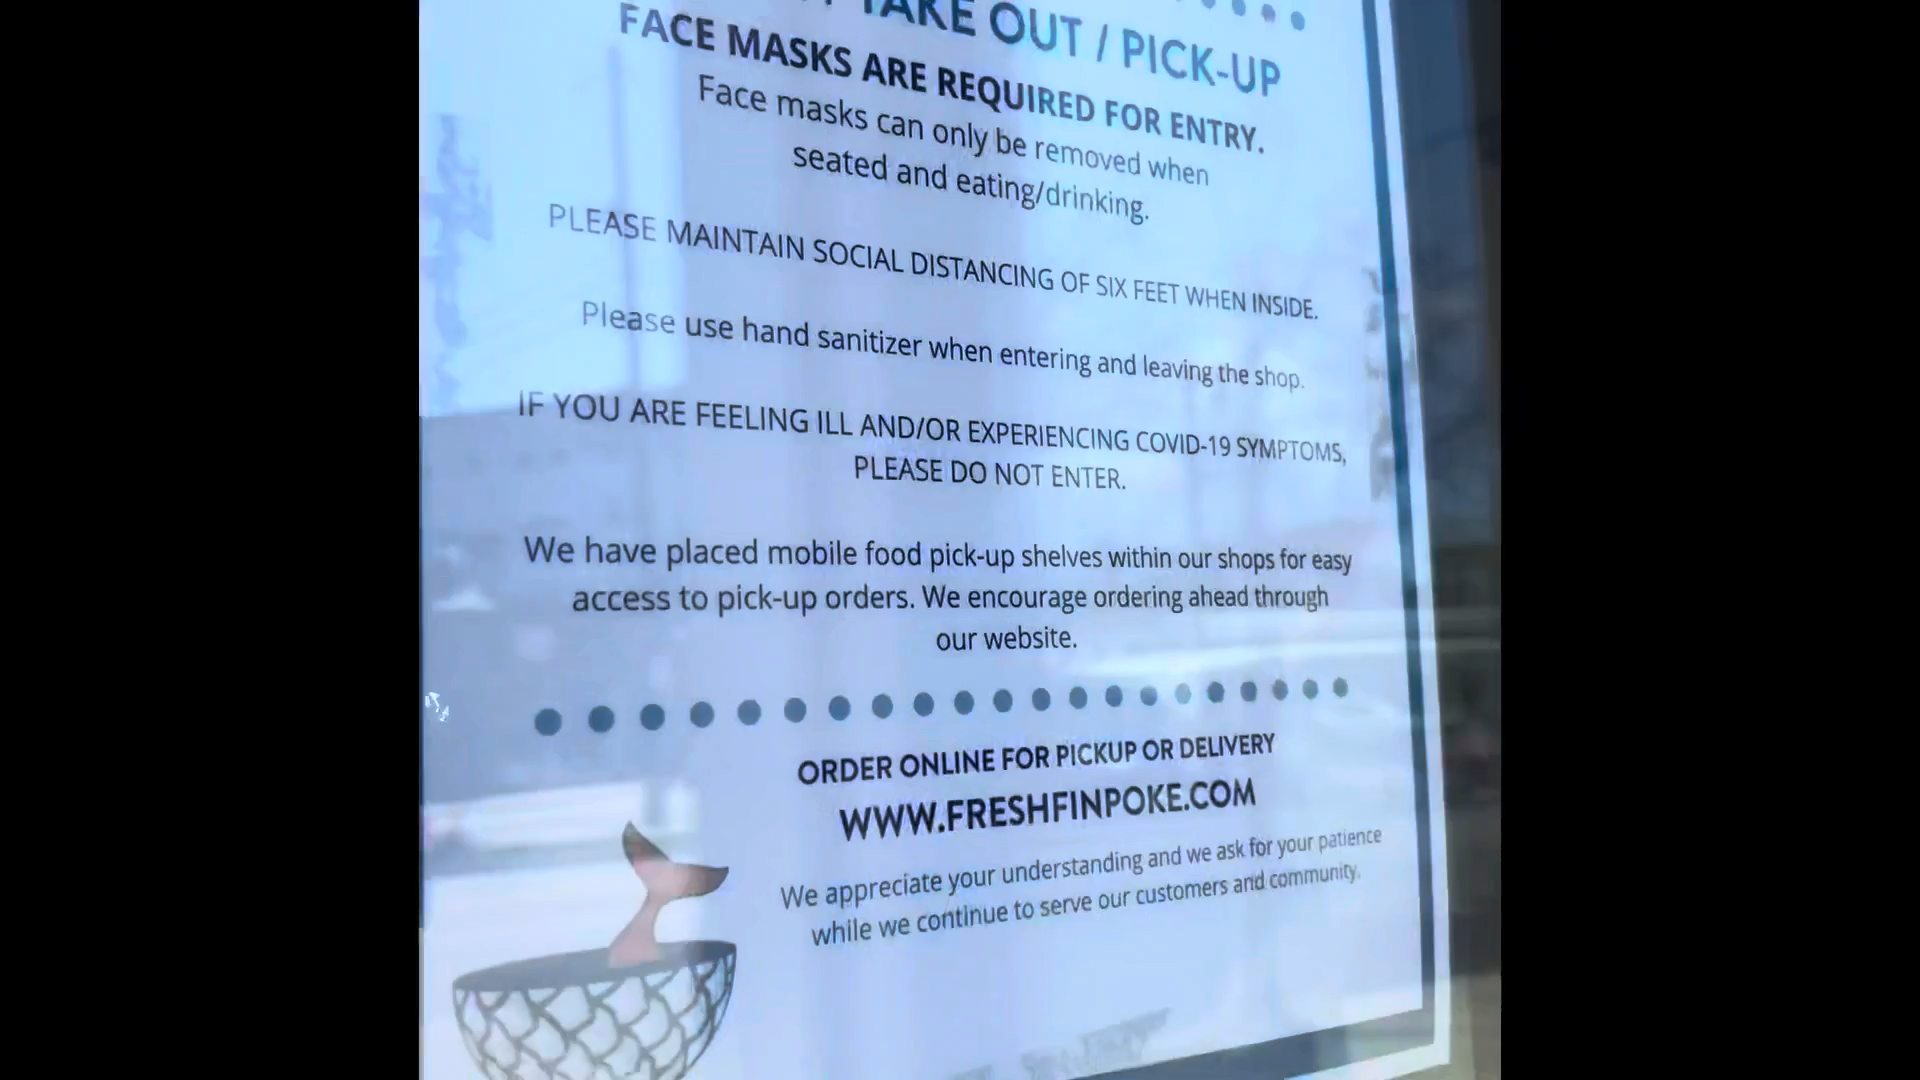 TAKE OUT / PICK-UP
FACE MASKS ARE REQUIRED FOR ENTRY.
Face masks can only be removed when
seated and eating/drinking.
PLEASE MAINTAIN SOCIAL DISTANCING OF SIX FEET WHEN INSIDE.
Please use hand sanitizer when entering and leaving the shop.
IF YOU ARE FEELING ILL AND/OR EXPERIENCING COVID-19 SYMPTOMS,
PLEASE DO NOT ENTER.
We have placed mobile food pick-up shelves within our shops for easy
access to pick-up orders. We encourage ordering ahead through
our website.
ORDER ONLINE FOR PICKUP OR DELIVERY
WWW.FRESHFINPOKE.COM
We appreciate your understanding and we ask for your patience
while we continue to serve our customers and community.